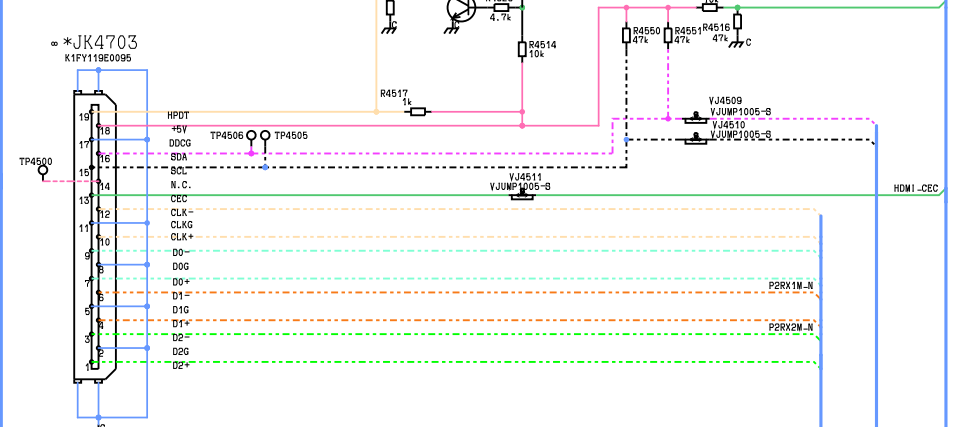 4.7k
C
C
R4514
10k
R4550
47k
R4551
47k
R4516
47k
C
∞ *JK4703
K1FY119E0095
R4517
1k
VJ4509
VJUMP1005-S
VJ4510
VJUMP1005-S
TP4506
TP4505
TP4500
VJ4511
VJUMP1005-S
HDMI-CEC
19 HPDT
18 +5V
17 DDCG
16 SDA
15 SCL
14 N.C.
13 CEC
12 CLK-
11 CLKG
10 CLK+
9 D0-
8 D0G
7 D0+
6 D1-
5 D1G
4 D1+
3 D2-
2 D2G
1 D2+
P2RX1M-N
P2RX2M-N